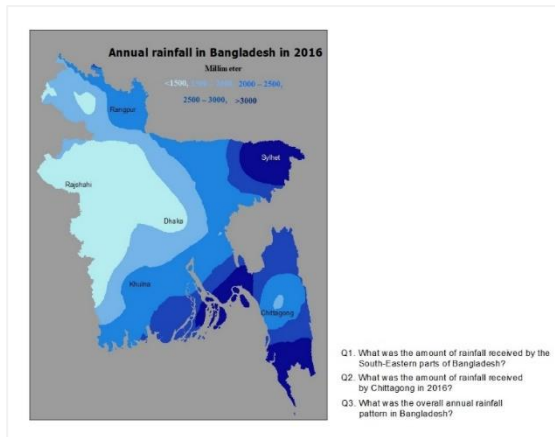 Annual rainfall in Bangladesh in 2016
Millimeter
<1500, 2000 – 2500,
2500 – 3000, >3000
Rangpur
Sylhet
Rajshahi
Dhaka
Khulna
Chittagong
Q1. What was the amount of rainfall received by the
South-Eastern parts of Bangladesh?
Q2. What was the amount of rainfall received
by Chittagong in 2016?
Q3. What was the overall annual rainfall
pattern in Bangladesh?